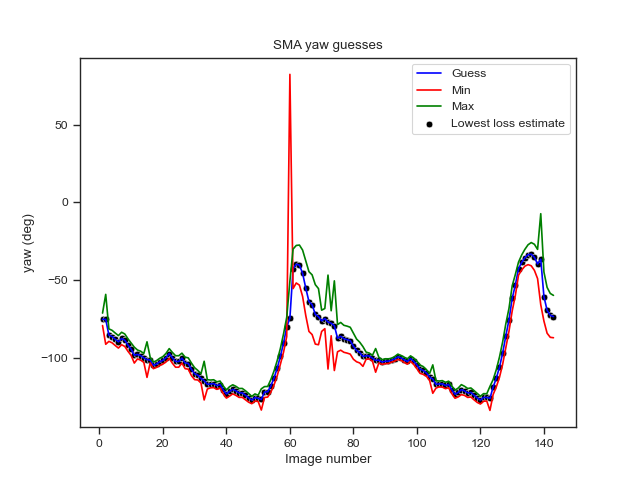 SMA yaw guesses
Guess
Min
Max
Lowest loss estimate
yaw (deg)
50
0
−50
−100
0 20 40 60 80 100 120 140
Image number